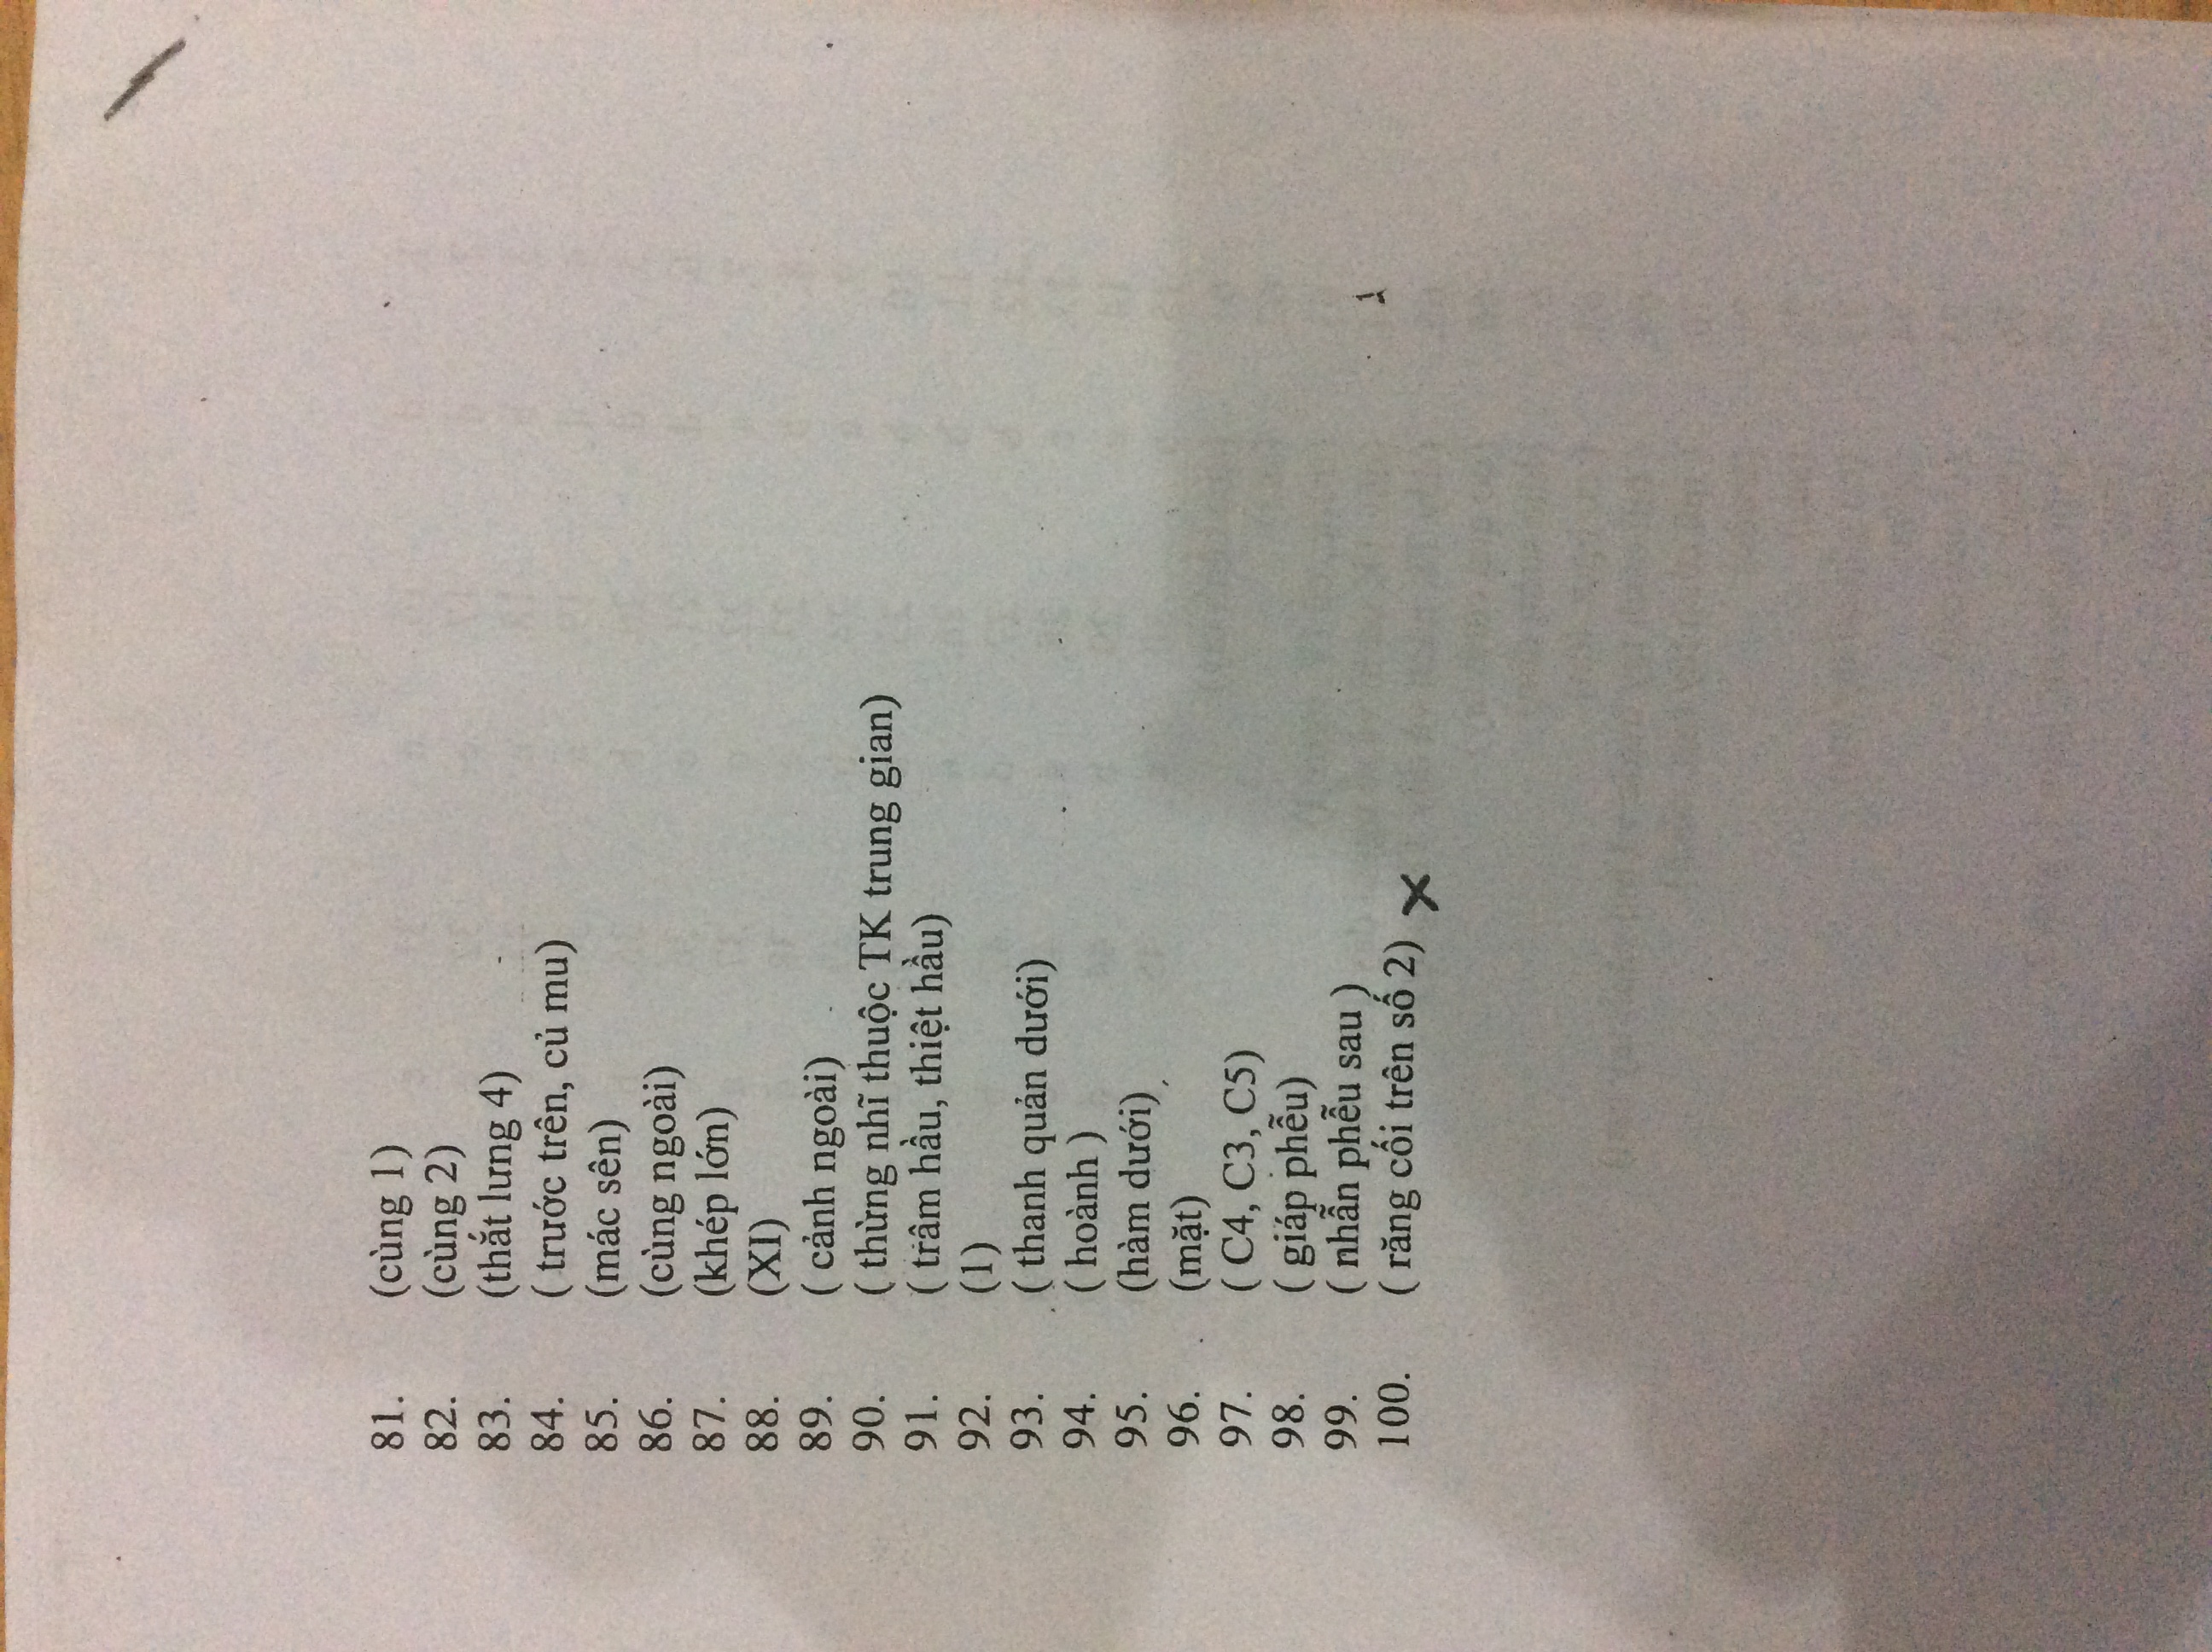 81. (cùng 1)
82. (cùng 2)
83. (thắt lưng 4)
84. ( trước trên, củ mu)
85. (mác sên)
86. (cùng ngoài)
87. (khép lớn)
88. (XI)
89. ( cảnh ngoài)
90. ( thừng nhĩ thuộc TK trung gian)
91. ( trâm hầu, thiệt hầu)
92. (1)
93. ( thanh quản dưới)
94. ( hoành )
95. (hàm dưới)
96. (mặt)
97. ( C4, C3, C5)
98. ( giáp phễu)
99. ( nhẫn phễu sau )
100. ( răng cối trên số 2)